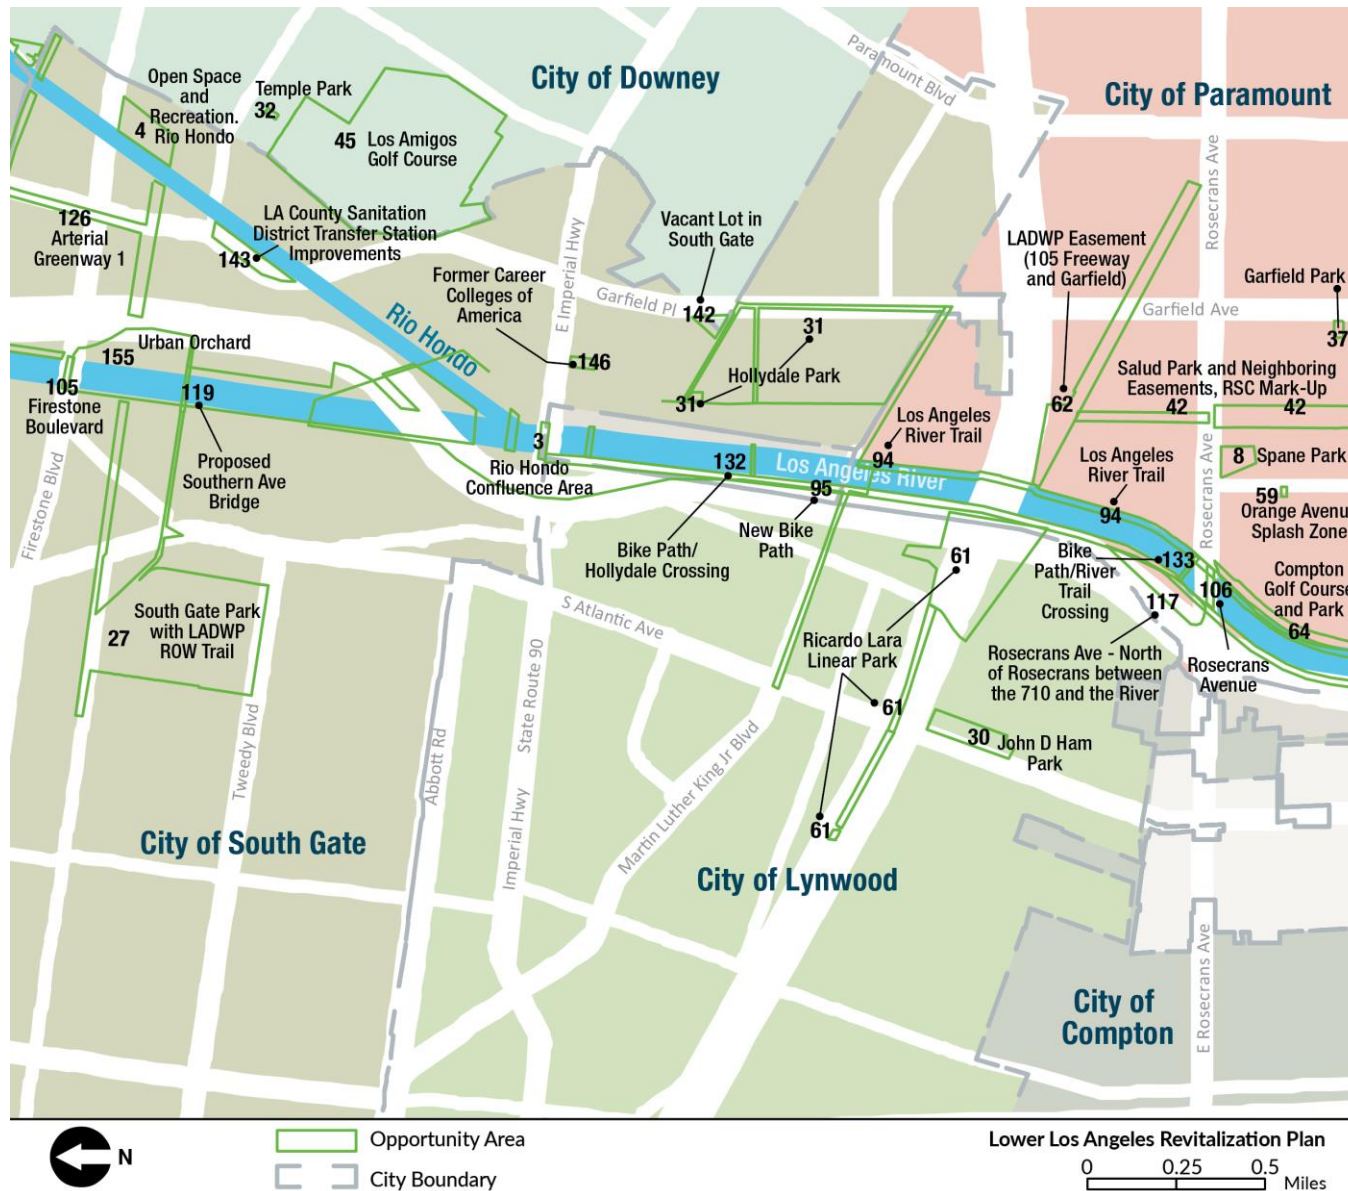 City of Downey
City of Paramount
Paramount Blvd
Open Space
and
Recreation.
Rio Hondo
4
Temple Park
32
45
Los Amigos
Golf Course
Rosecrans Ave
126
Arterial
Greenway 1
LA County Sanitation
District Transfer Station
Improvements
143
E Imperial Hwy
Vacant Lot in
South Gate
142
Garfield Pl
LADWP Easement
(105 Freeway
and Garfield)
62
Garfield Park
37
Garfield Ave
Former Career
Colleges of
America
146
Rio Hondo
31
Hollydale Park
31
Urban Orchard
155
105
Firestone
Boulevard
119
Proposed
Southern Ave
Bridge
Firestone Blvd
Salud Park and Neighboring
Easements, RSC Mark-Up
42
42
Los Angeles
River Trail
94
3
Rio Hondo
Confluence Area
132
Los Angeles River
95
New Bike
Path
Bike Path/
Hollydale Crossing
Los Angeles
River Trail
94
Rosecrans Ave
8
Spane Park
59
Orange Avenu
Splash Zone
Bike
Path/River
Trail
Crossing
133
106
117
Compton
Golf Course
and Park
64
Rosecrans Ave - North
of Rosecrans between
the 710 and the River
Rosecrans
Avenue
61
Ricardo Lara
Linear Park
61
61
S Atlantic Ave
South Gate Park
with LADWP
ROW Trail
27
30
John D Ham
Park
Tweedy Blvd
Abbott Rd
Imperial Hwy
State Route 90
Martin Luther King Jr Blvd
City of South Gate
City of Lynwood
City of
Compton
E Rosecrans Ave
N
Opportunity Area
City Boundary
Lower Los Angeles Revitalization Plan
0
0.25
0.5
Miles